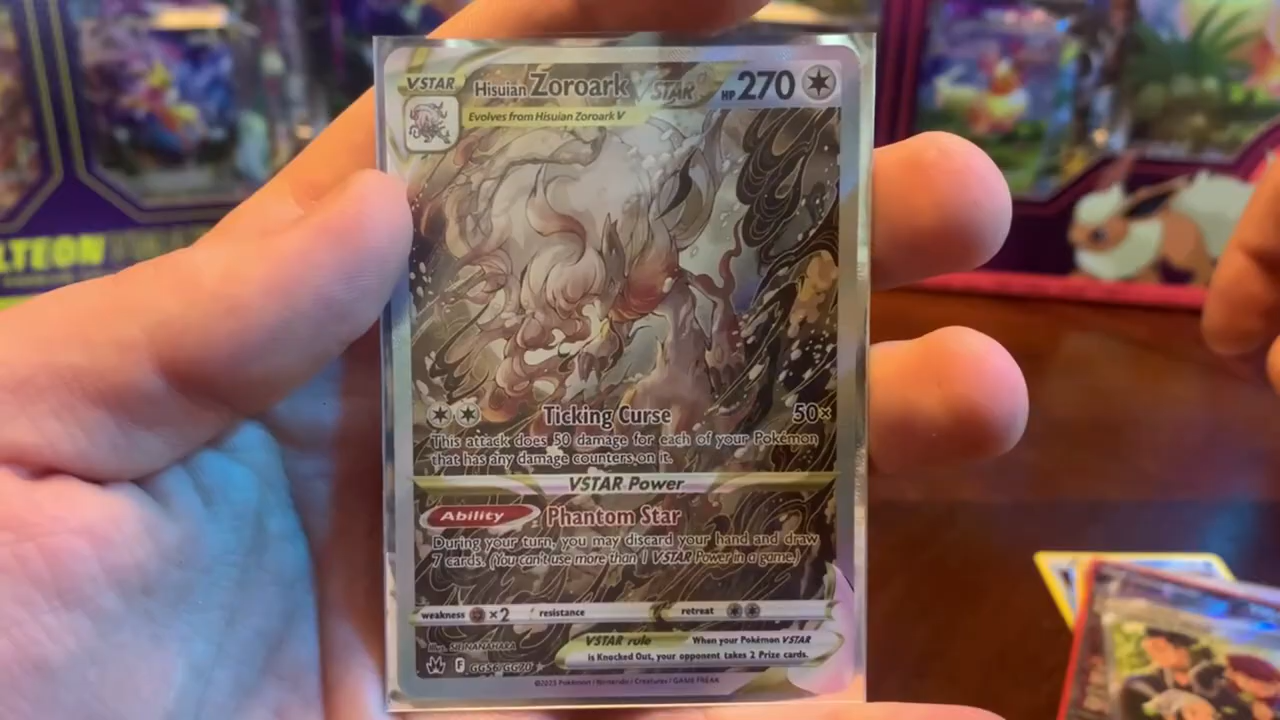 VSTAR
Hisuian Zoroark VSTAR HP 270
Evolves from Hisuian Zoroark V
LTEON
Ticking Curse 50×
This attack does 50 damage for each of your Pokémon
that has any damage counters on it.
VSTAR Power
Ability Phantom Star
During your turn, you may discard your hand and draw
7 cards. (You can't use more than 1 VSTAR Power in a game.)
weakness ×2 resistance retreat
VSTAR rule When your Pokémon VSTAR
is Knocked Out, your opponent takes 2 Prize cards.
Illus. SIEINANAHARA
F GG56/GG70
©2023 Pokémon / Nintendo / Creatures / GAME FREAK